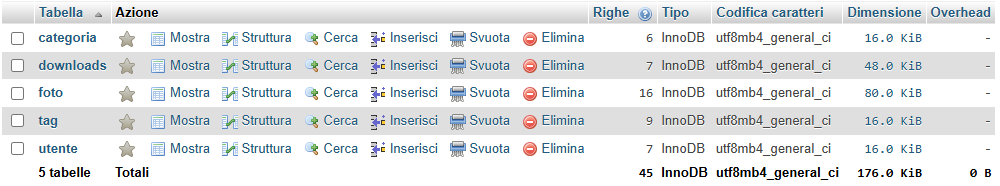 Tabella Azione Righe Tipo Codifica caratteri Dimensione Overhead
categoria Mostra Struttura Cerca Inserisci Svuota Elimina 6 InnoDB utf8mb4_general_ci 16.0 KiB -
downloads Mostra Struttura Cerca Inserisci Svuota Elimina 7 InnoDB utf8mb4_general_ci 48.0 KiB -
foto Mostra Struttura Cerca Inserisci Svuota Elimina 16 InnoDB utf8mb4_general_ci 80.0 KiB -
tag Mostra Struttura Cerca Inserisci Svuota Elimina 9 InnoDB utf8mb4_general_ci 16.0 KiB -
utente Mostra Struttura Cerca Inserisci Svuota Elimina 7 InnoDB utf8mb4_general_ci 16.0 KiB -
5 tabelle Totali 45 InnoDB utf8mb4_general_ci 176.0 KiB 0 B